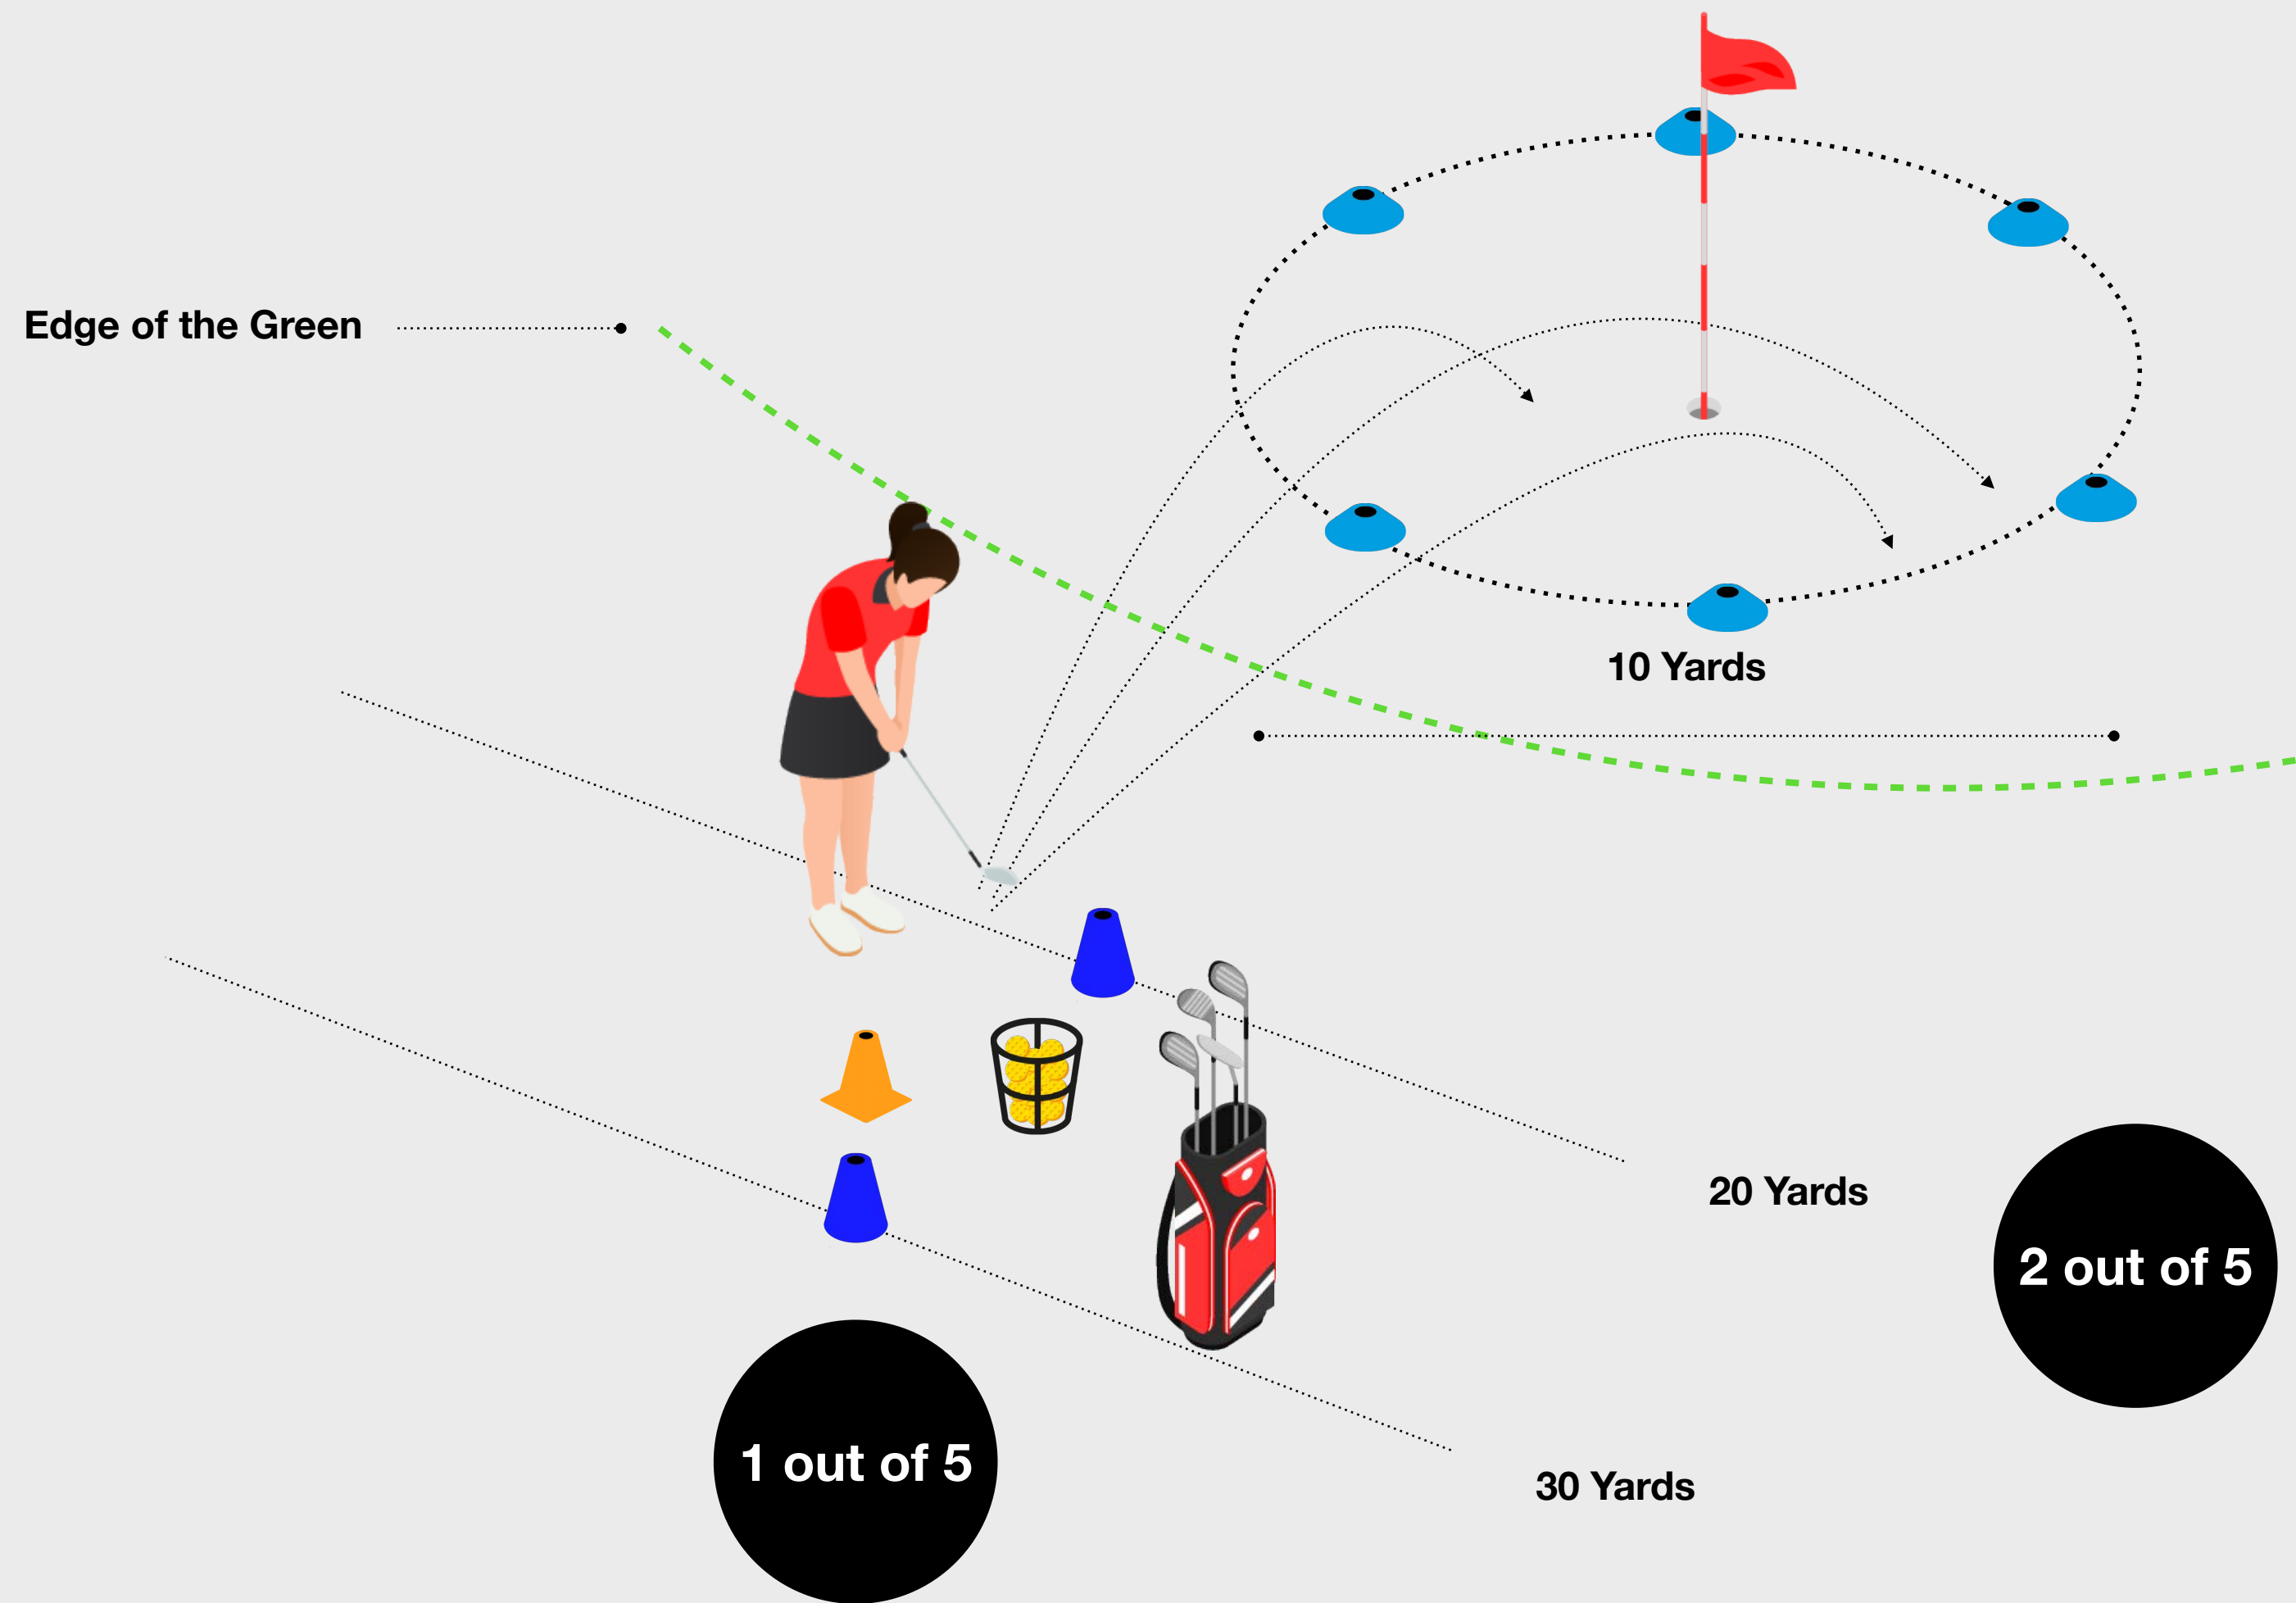 Edge of the Green
10 Yards
20 Yards
2 out of 5
1 out of 5
30 Yards